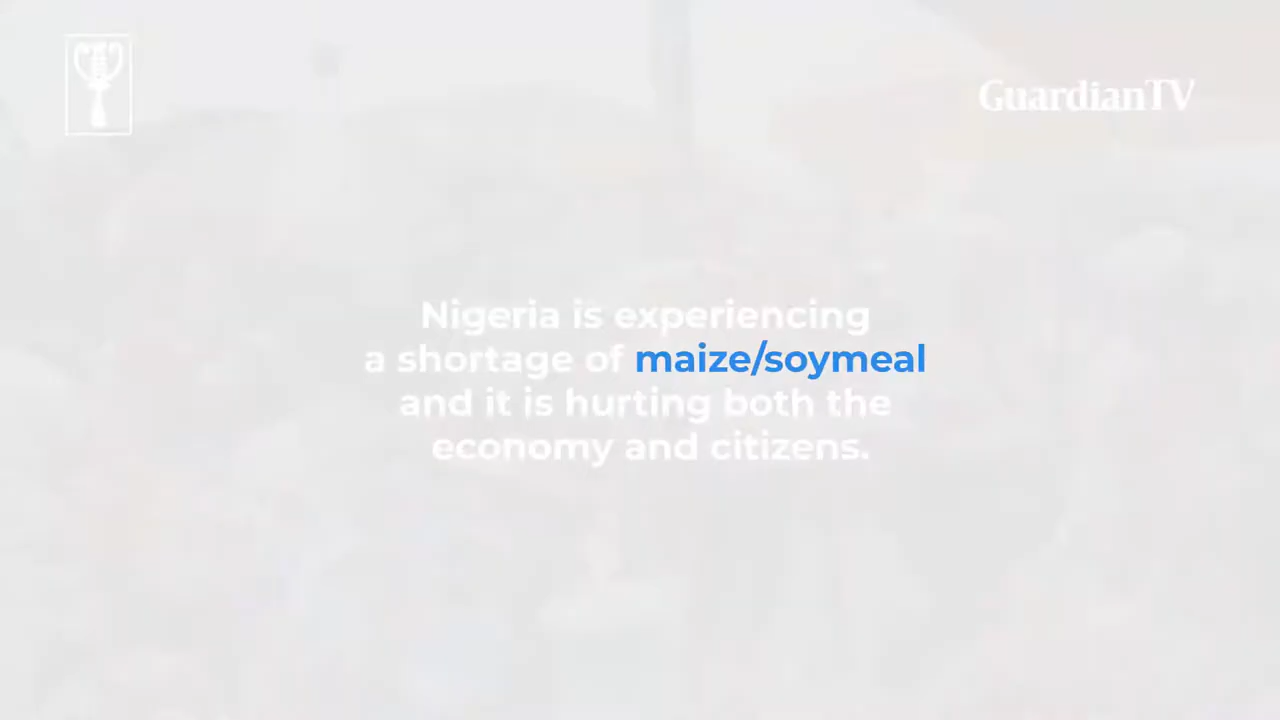 GuardianTV
Nigeria is experiencing
a shortage of maize/soymeal
and it is hurting both the
economy and citizens.